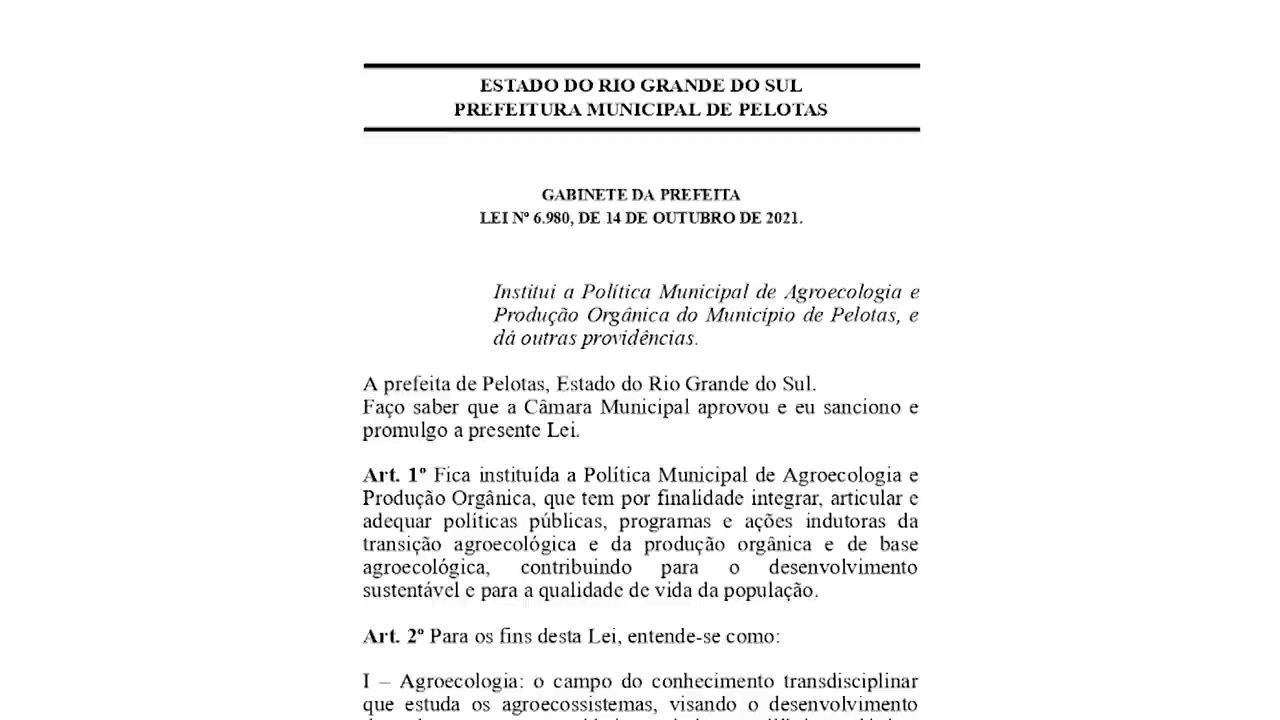 ESTADO DO RIO GRANDE DO SUL
PREFEITURA MUNICIPAL DE PELOTAS
GABINETE DA PREFEITA
LEI Nº 6.980, DE 14 DE OUTUBRO DE 2021.
Institui a Política Municipal de Agroecologia e
Produção Orgânica do Município de Pelotas, e
dá outras providências.
A prefeita de Pelotas, Estado do Rio Grande do Sul.
Faço saber que a Câmara Municipal aprovou e eu sanciono e
promulgo a presente Lei.
Art. 1º Fica instituída a Política Municipal de Agroecologia e
Produção Orgânica, que tem por finalidade integrar, articular e
adequar políticas públicas, programas e ações indutoras da
transição agroecológica e da produção orgânica e de base
agroecológica, contribuindo para o desenvolvimento
sustentável e para a qualidade de vida da população.
Art. 2º Para os fins desta Lei, entende-se como:
I – Agroecologia: o campo do conhecimento transdisciplinar
que estuda os agroecossistemas, visando o desenvolvimento